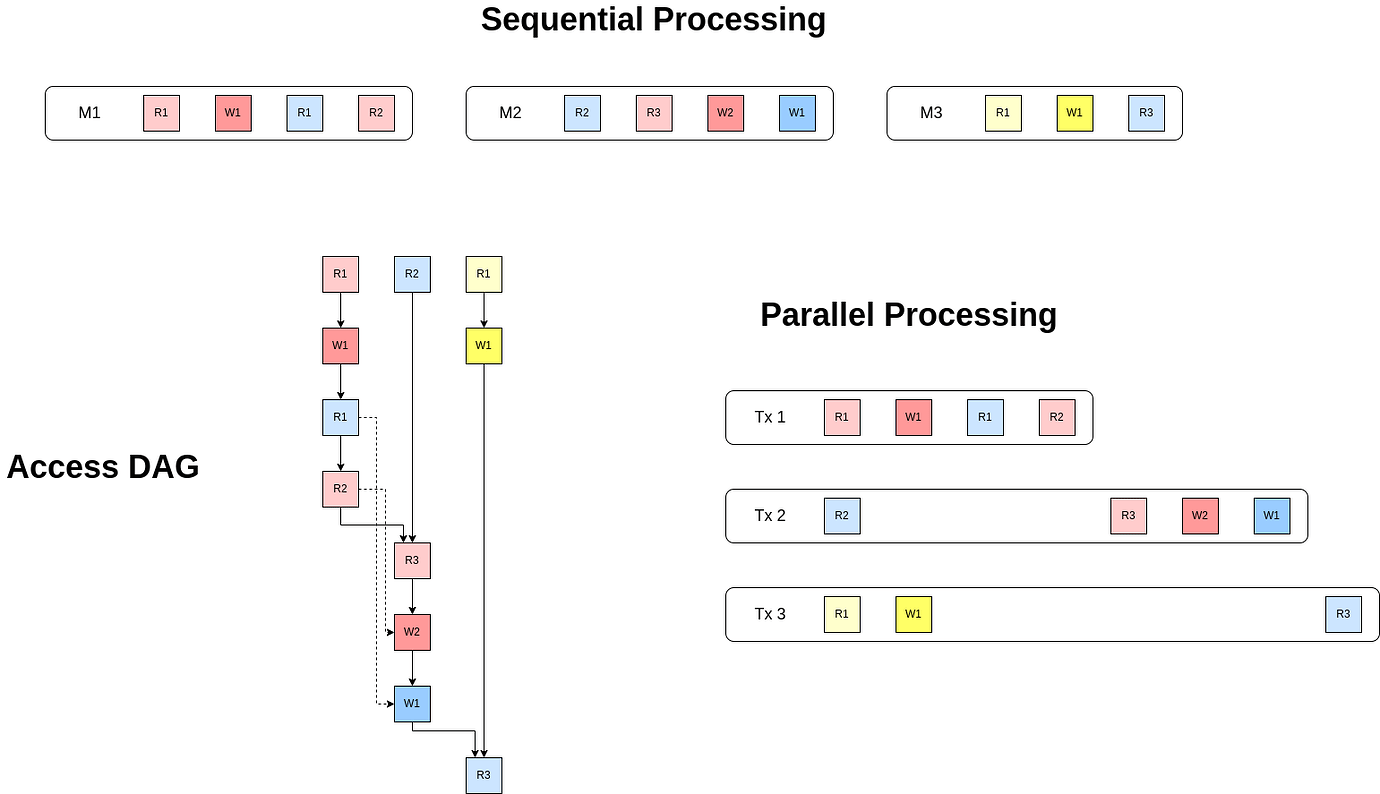 Sequential Processing
M1 R1 W1 R1 R2
M2 R2 R3 W2 W1
M3 R1 W1 R3
Access DAG
R1 R2 R1
W1 W1
R1
R2
R3
W2
W1
R3
Parallel Processing
Tx 1 R1 W1 R1 R2
Tx 2 R2 R3 W2 W1
Tx 3 R1 W1 R3